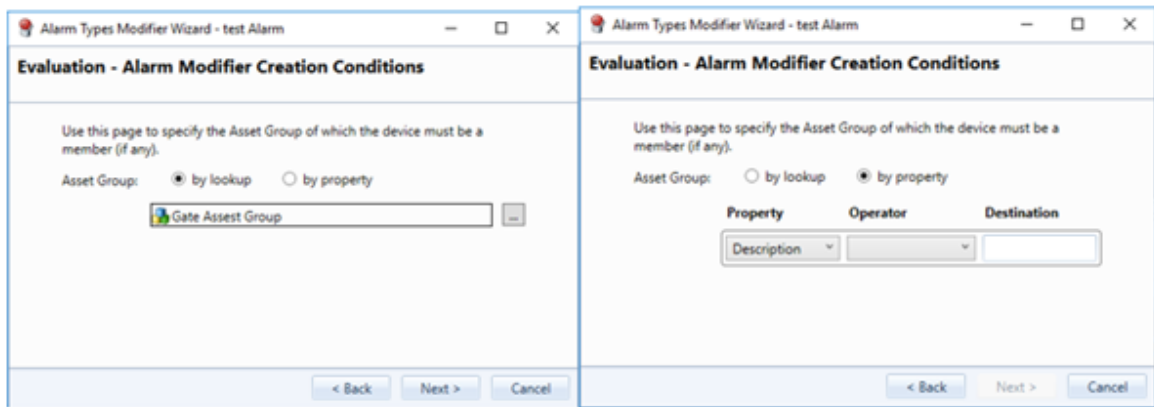 Alarm Types Modifier Wizard - test Alarm
Evaluation - Alarm Modifier Creation Conditions
Use this page to specify the Asset Group of which the device must be a
member (if any).
Asset Group: by lookup by property
Gate Assest Group ...
< Back Next > Cancel
Alarm Types Modifier Wizard - test Alarm
Evaluation - Alarm Modifier Creation Conditions
Use this page to specify the Asset Group of which the device must be a
member (if any).
Asset Group: by lookup by property
Property Operator Destination
Description
< Back Next > Cancel